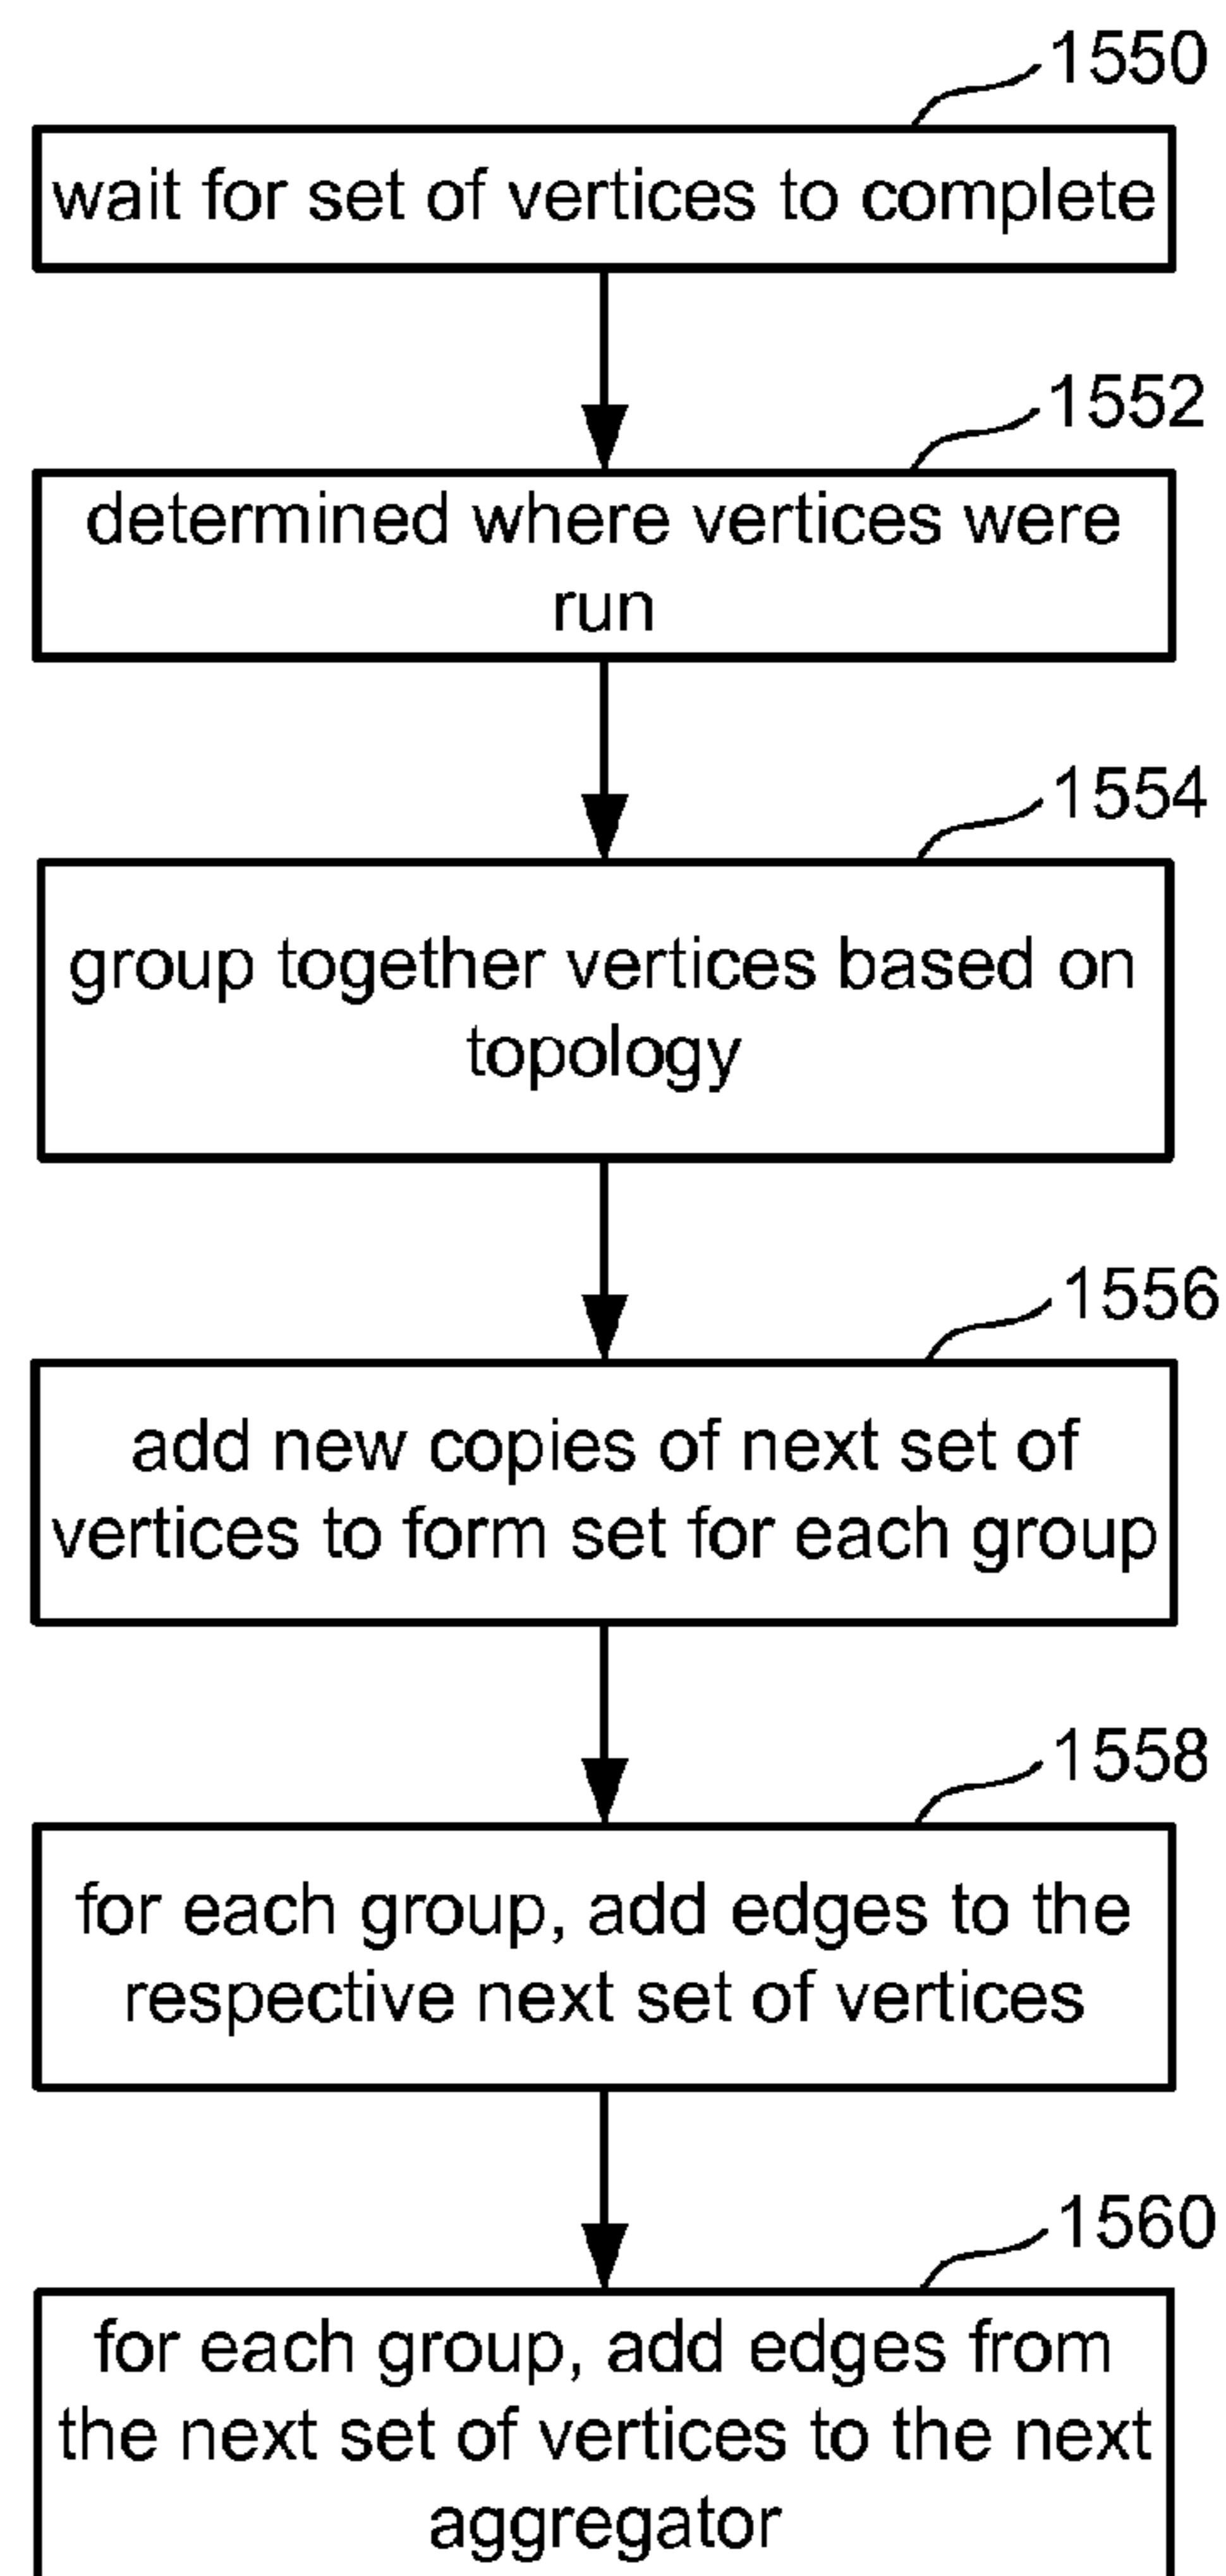 1550
wait for set of vertices to complete
1552
determined where vertices were
run
1554
group together vertices based on
topology
1556
add new copies of next set of
vertices to form set for each group
1558
for each group, add edges to the
respective next set of vertices
1560
for each group, add edges from
the next set of vertices to the next
aggregator